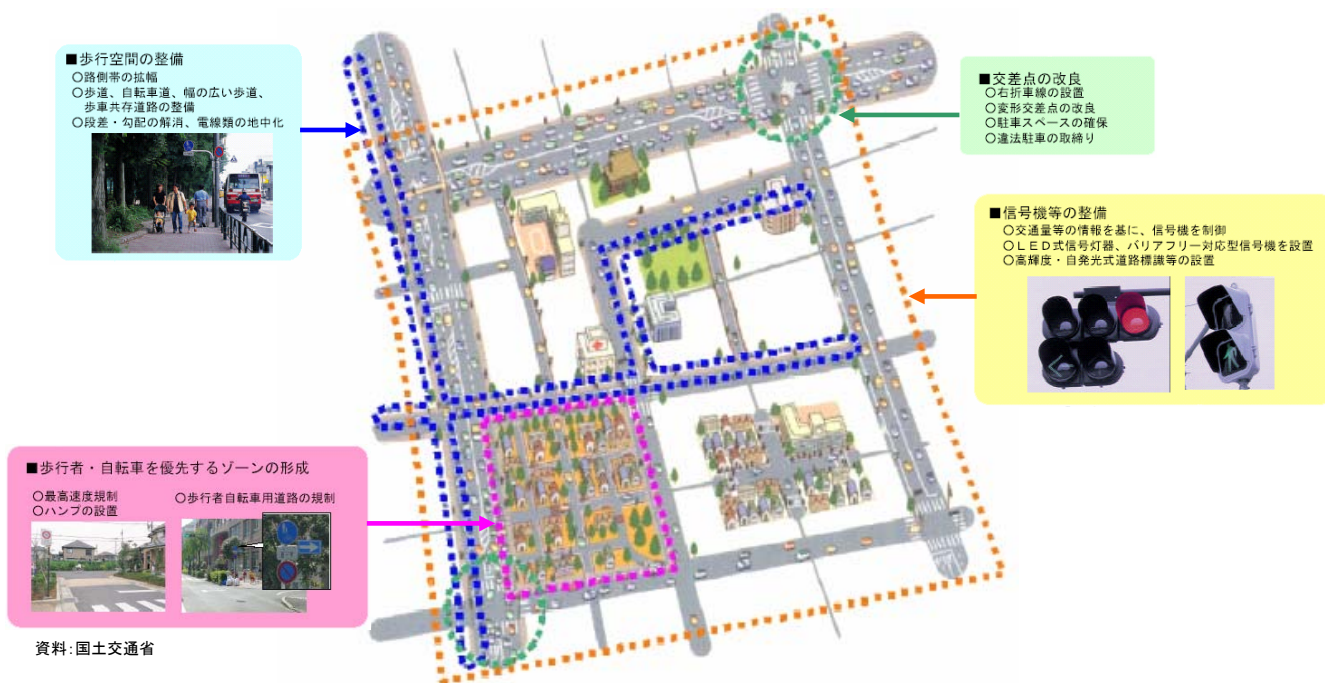 ■歩行空間の整備
○路側帯の拡幅
○歩道、自転車道、幅の広い歩道、
歩車共存道路の整備
○段差・勾配の解消、電線類の地中化
■交差点の改良
○右折車線の設置
○変形交差点の改良
○駐車スペースの確保
○違法駐車の取締り
■信号機等の整備
○交通量等の情報を基に、信号機を制御
○ＬＥＤ式信号灯器、バリアフリー対応型信号機を設置
○高輝度・自発光式道路標識等の設置
■歩行者・自転車を優先するゾーンの形成
○最高速度規制
○ハンプの設置
○歩行者自転車用道路の規制
資料：国土交通省